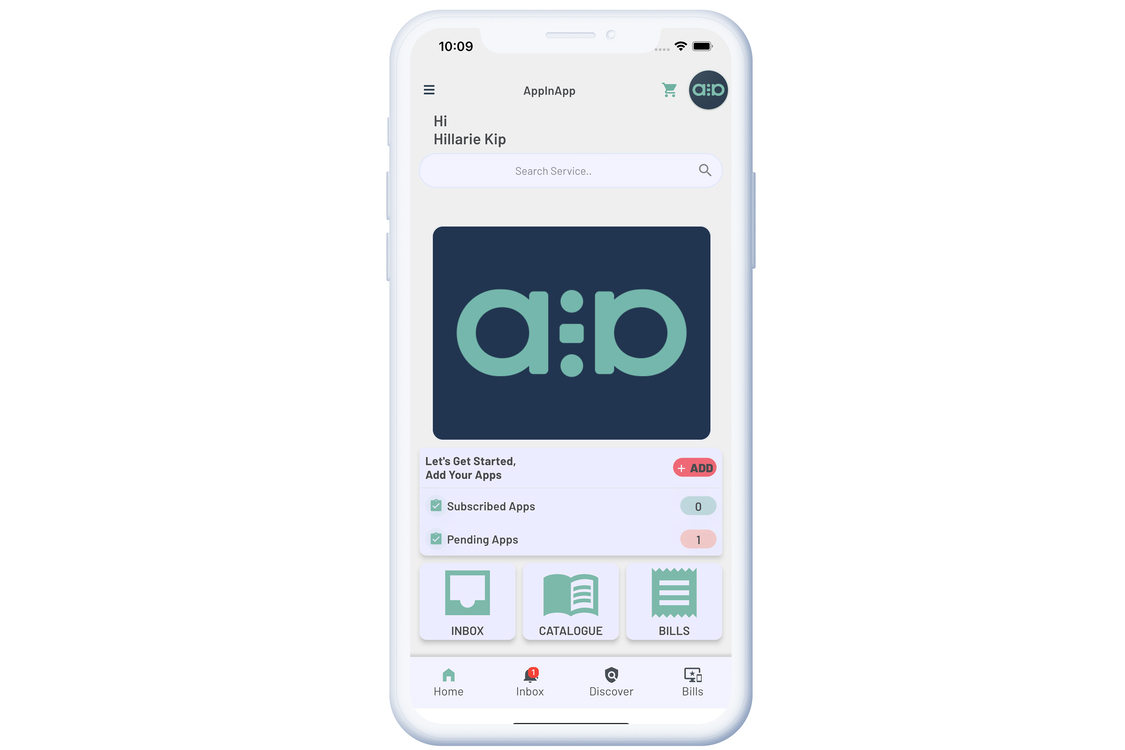 10:09
AppInApp
a:p
Hi
Hillarie Kip
Search Service..
a:p
Let's Get Started,
Add Your Apps
+ ADD
Subscribed Apps
0
Pending Apps
1
INBOX
CATALOGUE
BILLS
1
Home
Inbox
Discover
Bills